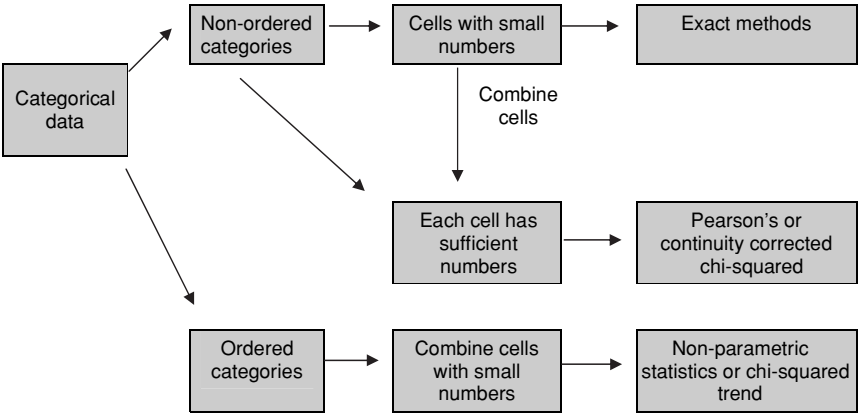 Non-ordered
categories
Cells with small
numbers
Exact methods
Categorical
data
Combine
cells
Each cell has
sufficient
numbers
Pearson's or
continuity corrected
chi-squared
Ordered
categories
Combine cells
with small
numbers
Non-parametric
statistics or chi-squared
trend